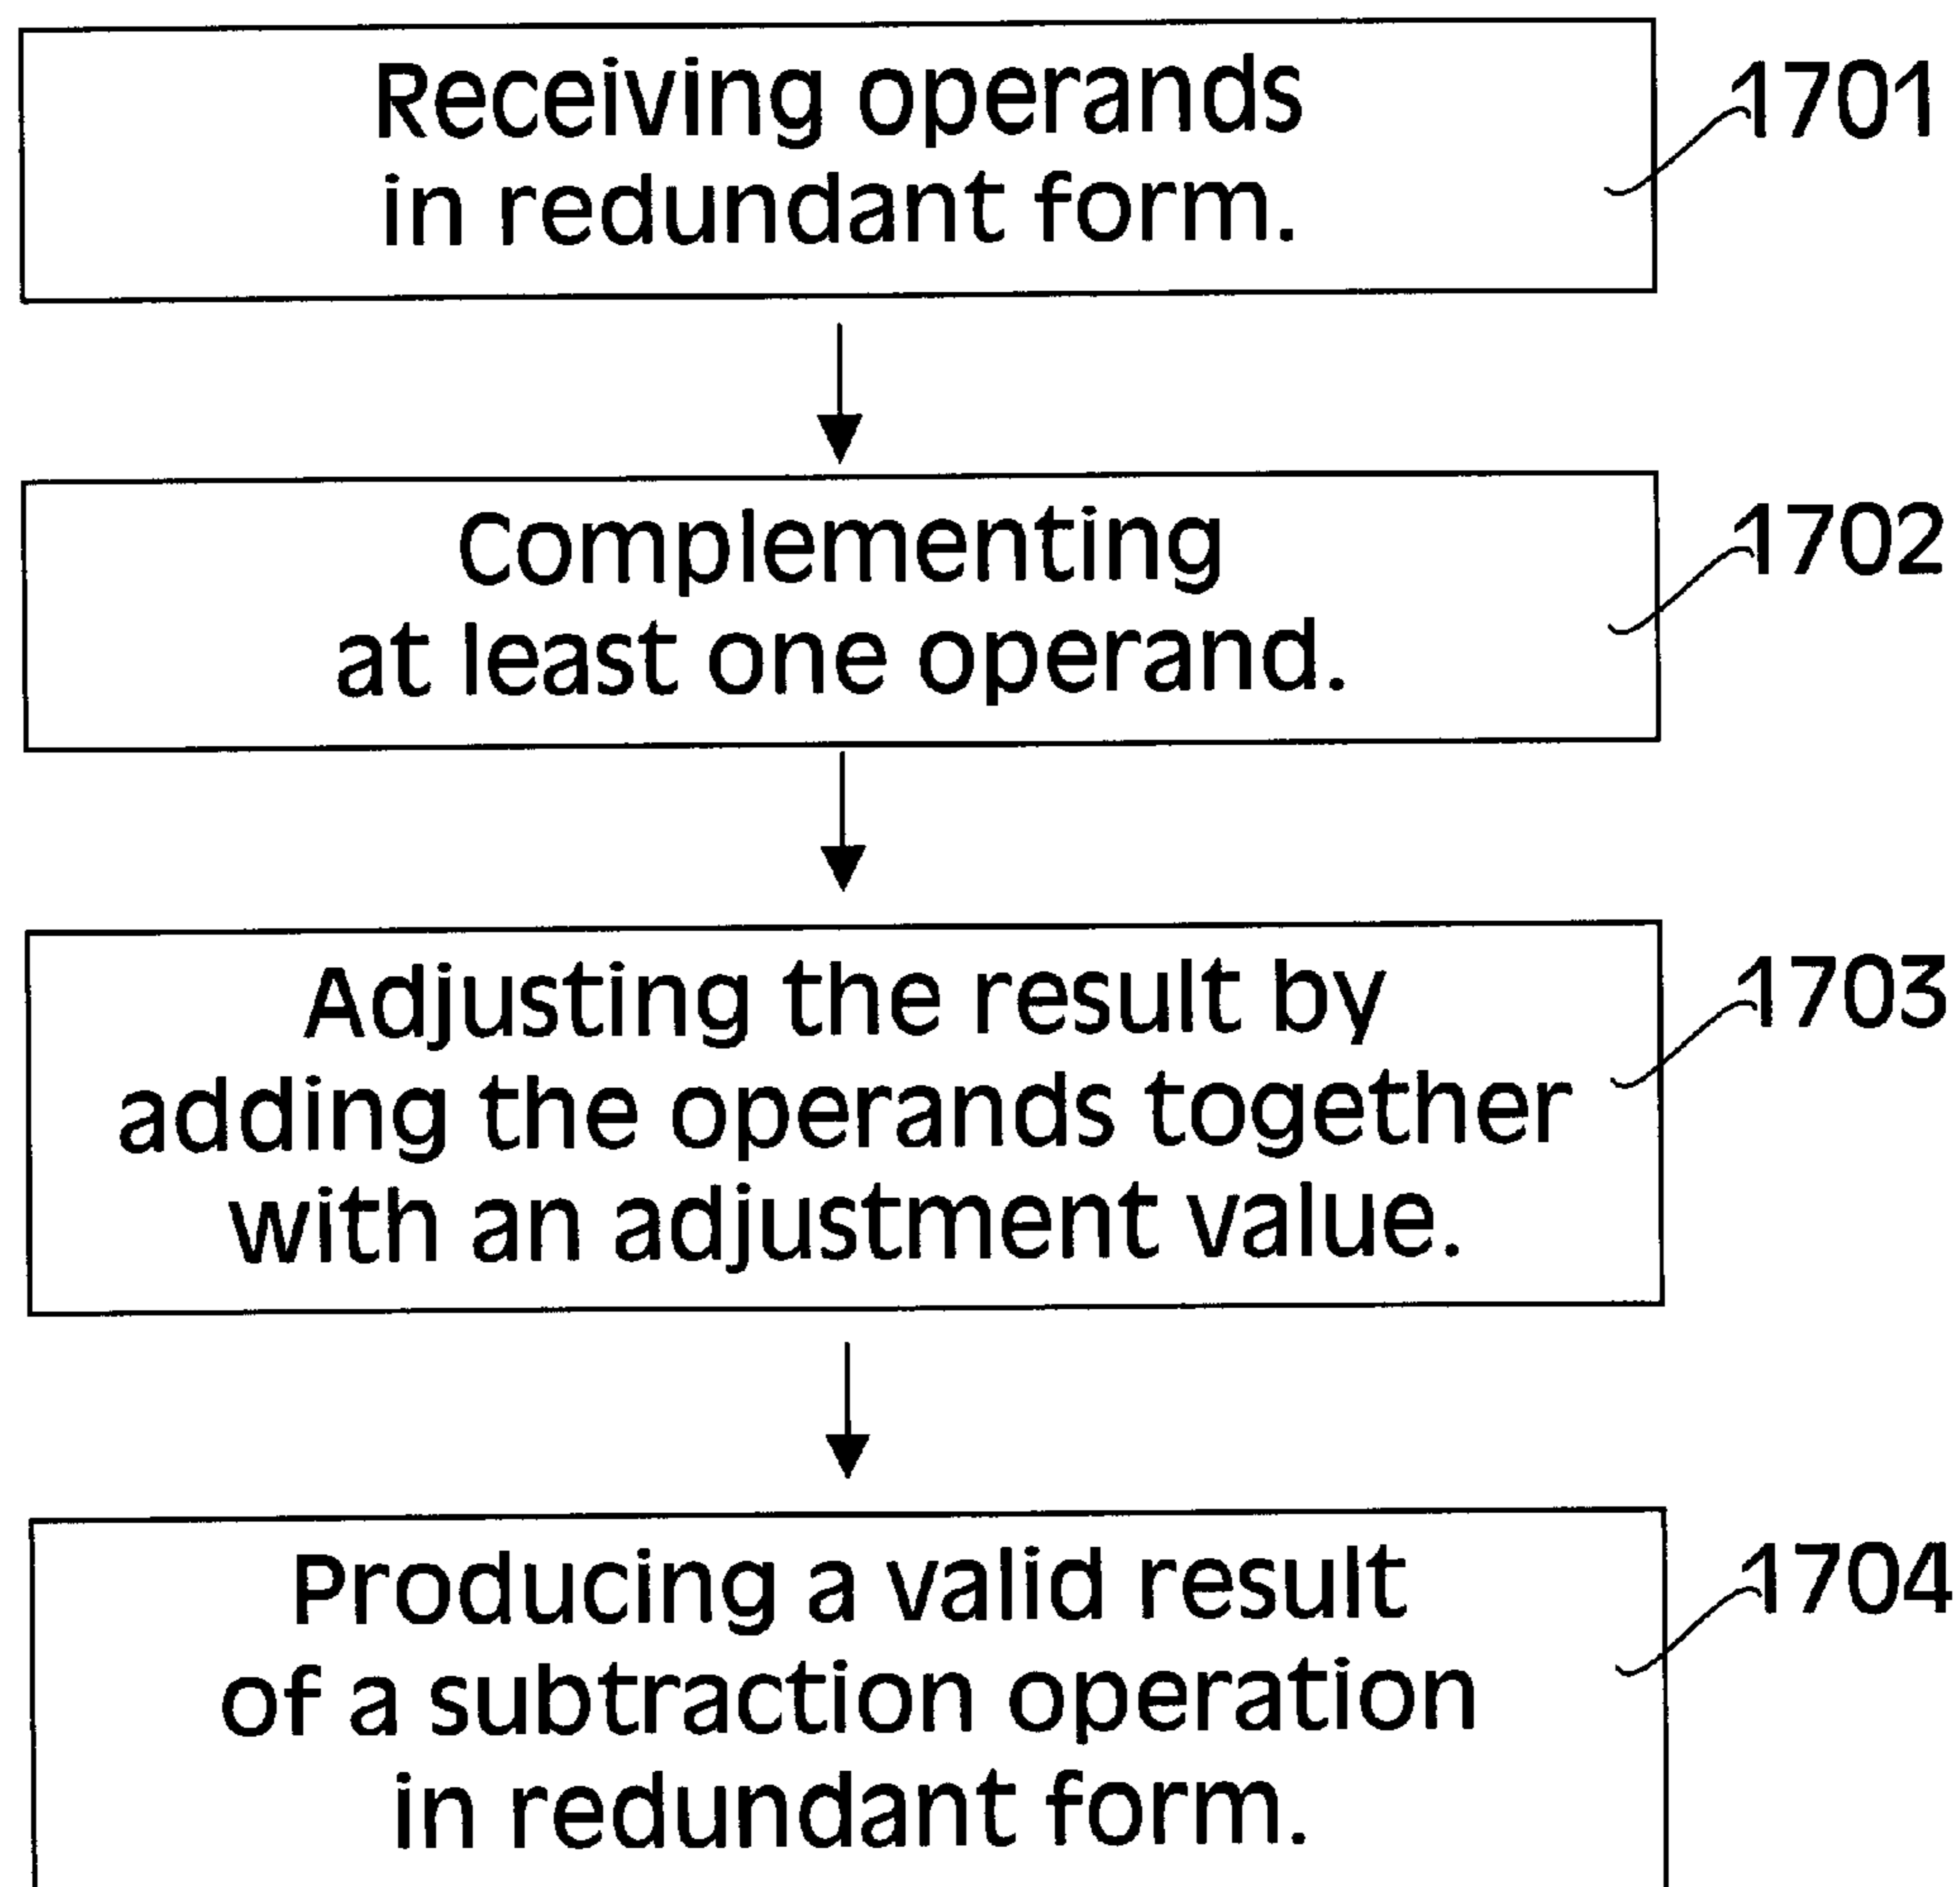 Receiving operands
in redundant form.
1701
Complementing
at least one operand.
1702
Adjusting the result by
adding the operands together
with an adjustment value.
1703
Producing a valid result
of a subtraction operation
in redundant form.
1704